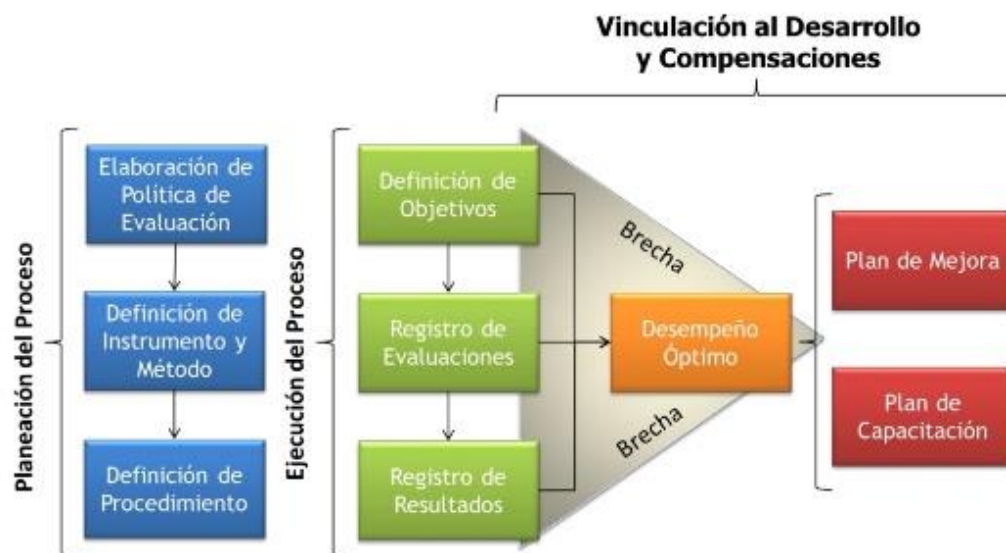 Vinculación al Desarrollo
y Compensaciones
Planeación del Proceso
Elaboración de
Política de
Evaluación
Definición de
Instrumento y
Método
Definición de
Procedimiento
Ejecución del Proceso
Definición de
Objetivos
Registro de
Evaluaciones
Registro de
Resultados
Brecha
Desempeño
Óptimo
Brecha
Plan de Mejora
Plan de
Capacitación